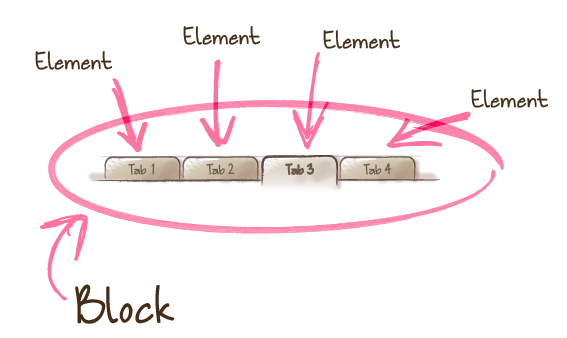 Element
Element
Element
Element
Tab 1
Tab 2
Tab 3
Tab 4
Block